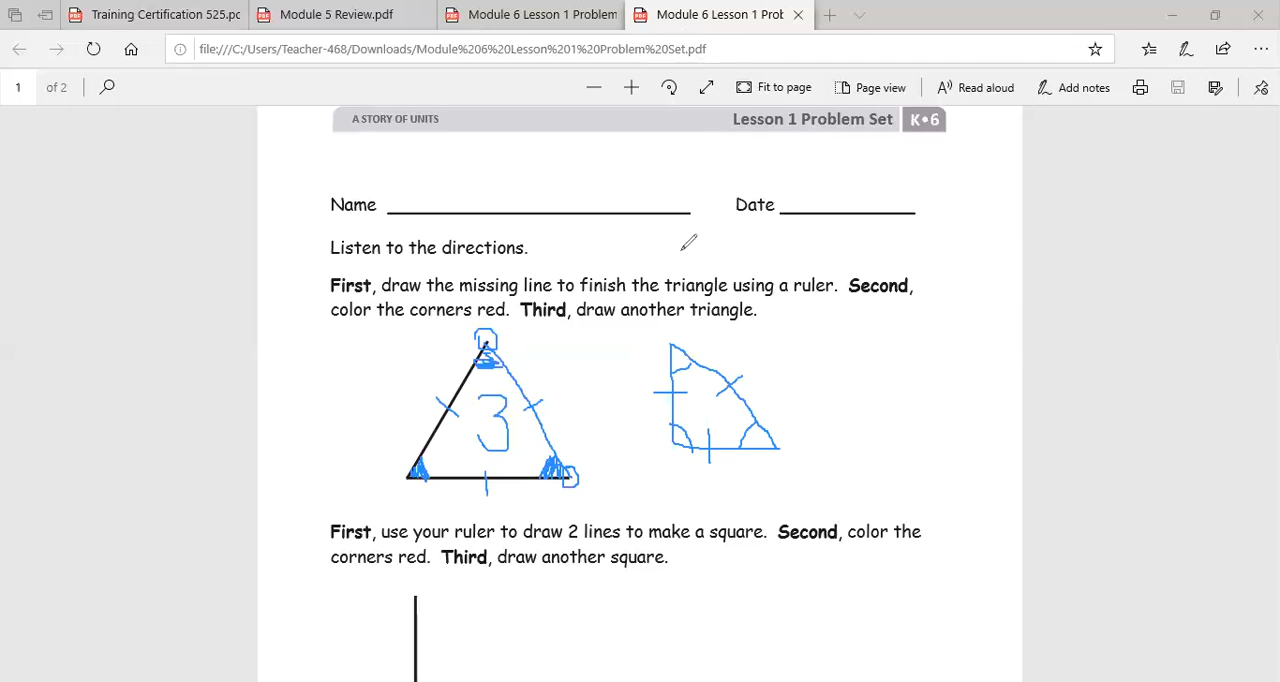 Training Certification 525.pc
Module 5 Review.pdf
Module 6 Lesson 1 Problem
Module 6 Lesson 1 Prob
file:///C:/Users/Teacher-468/Downloads/Module%206%20Lesson%201%20Problem%20Set.pdf
1 of 2
Fit to page
Page view
Read aloud
Add notes
A STORY OF UNITS
Lesson 1 Problem Set
K•6
Name
Date
Listen to the directions.
First, draw the missing line to finish the triangle using a ruler. Second,
color the corners red. Third, draw another triangle.
3
First, use your ruler to draw 2 lines to make a square. Second, color the
corners red. Third, draw another square.